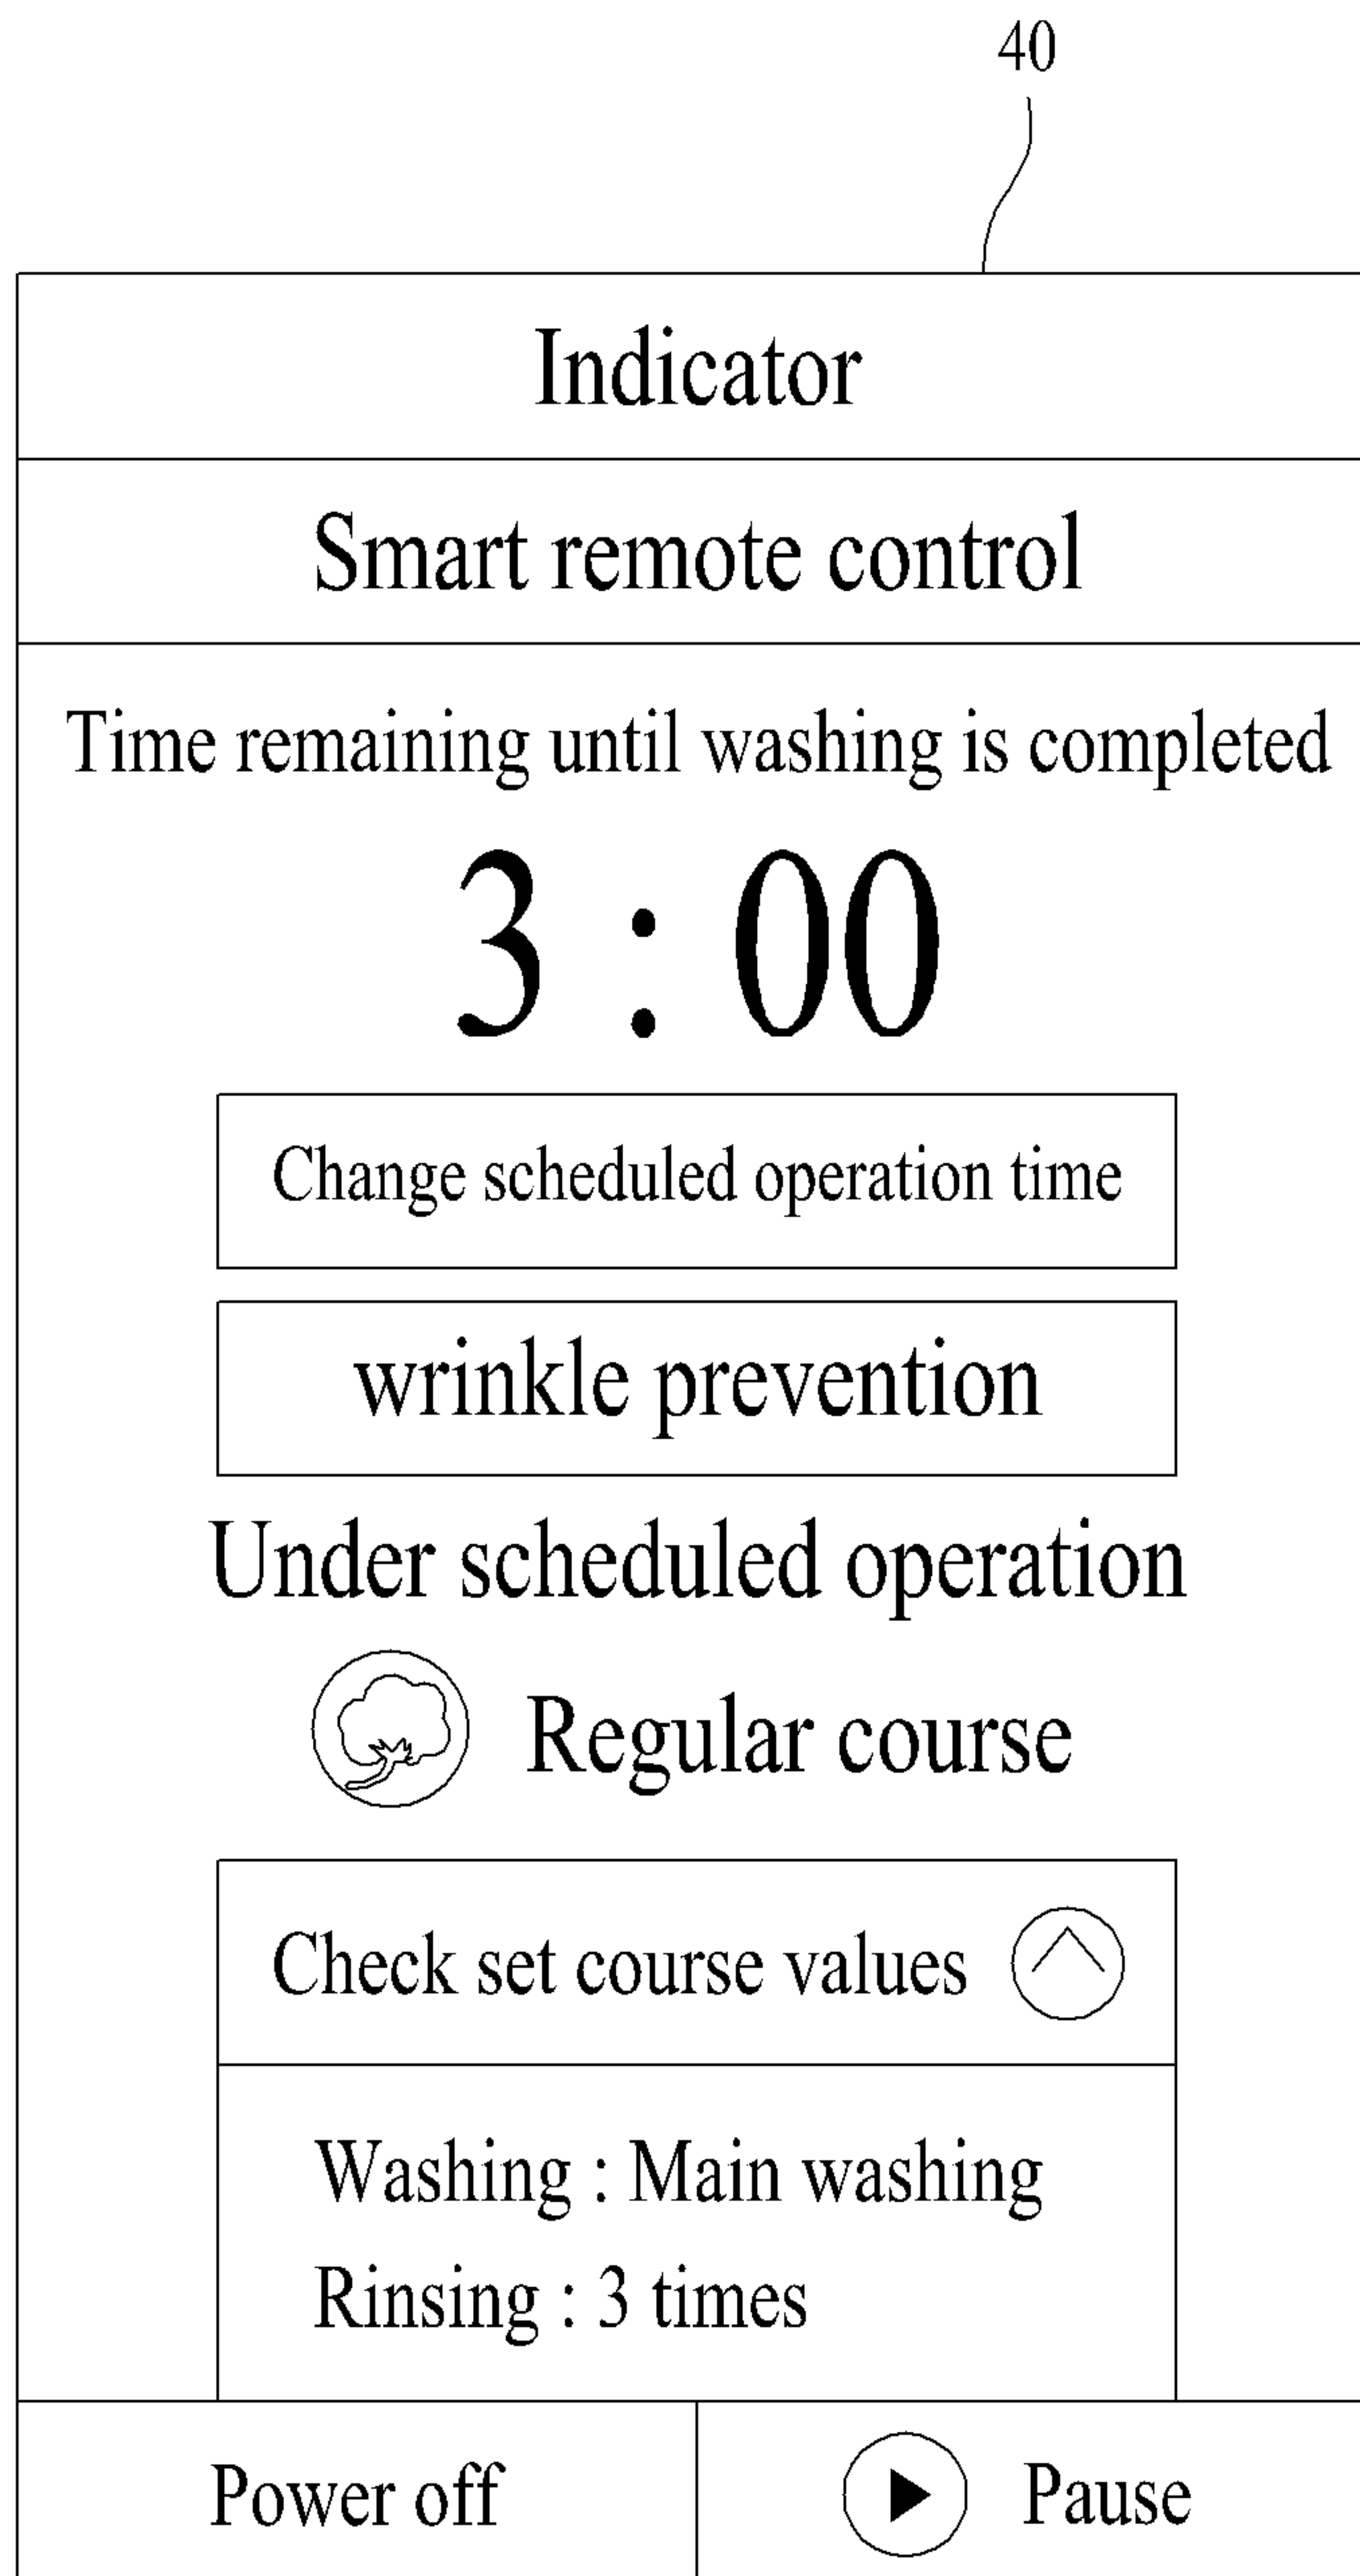 40
Indicator
Smart remote control
Time remaining until washing is completed
3 : 00
Change scheduled operation time
wrinkle prevention
Under scheduled operation
Regular course
Check set course values
Washing : Main washing
Rinsing : 3 times
Power off
Pause